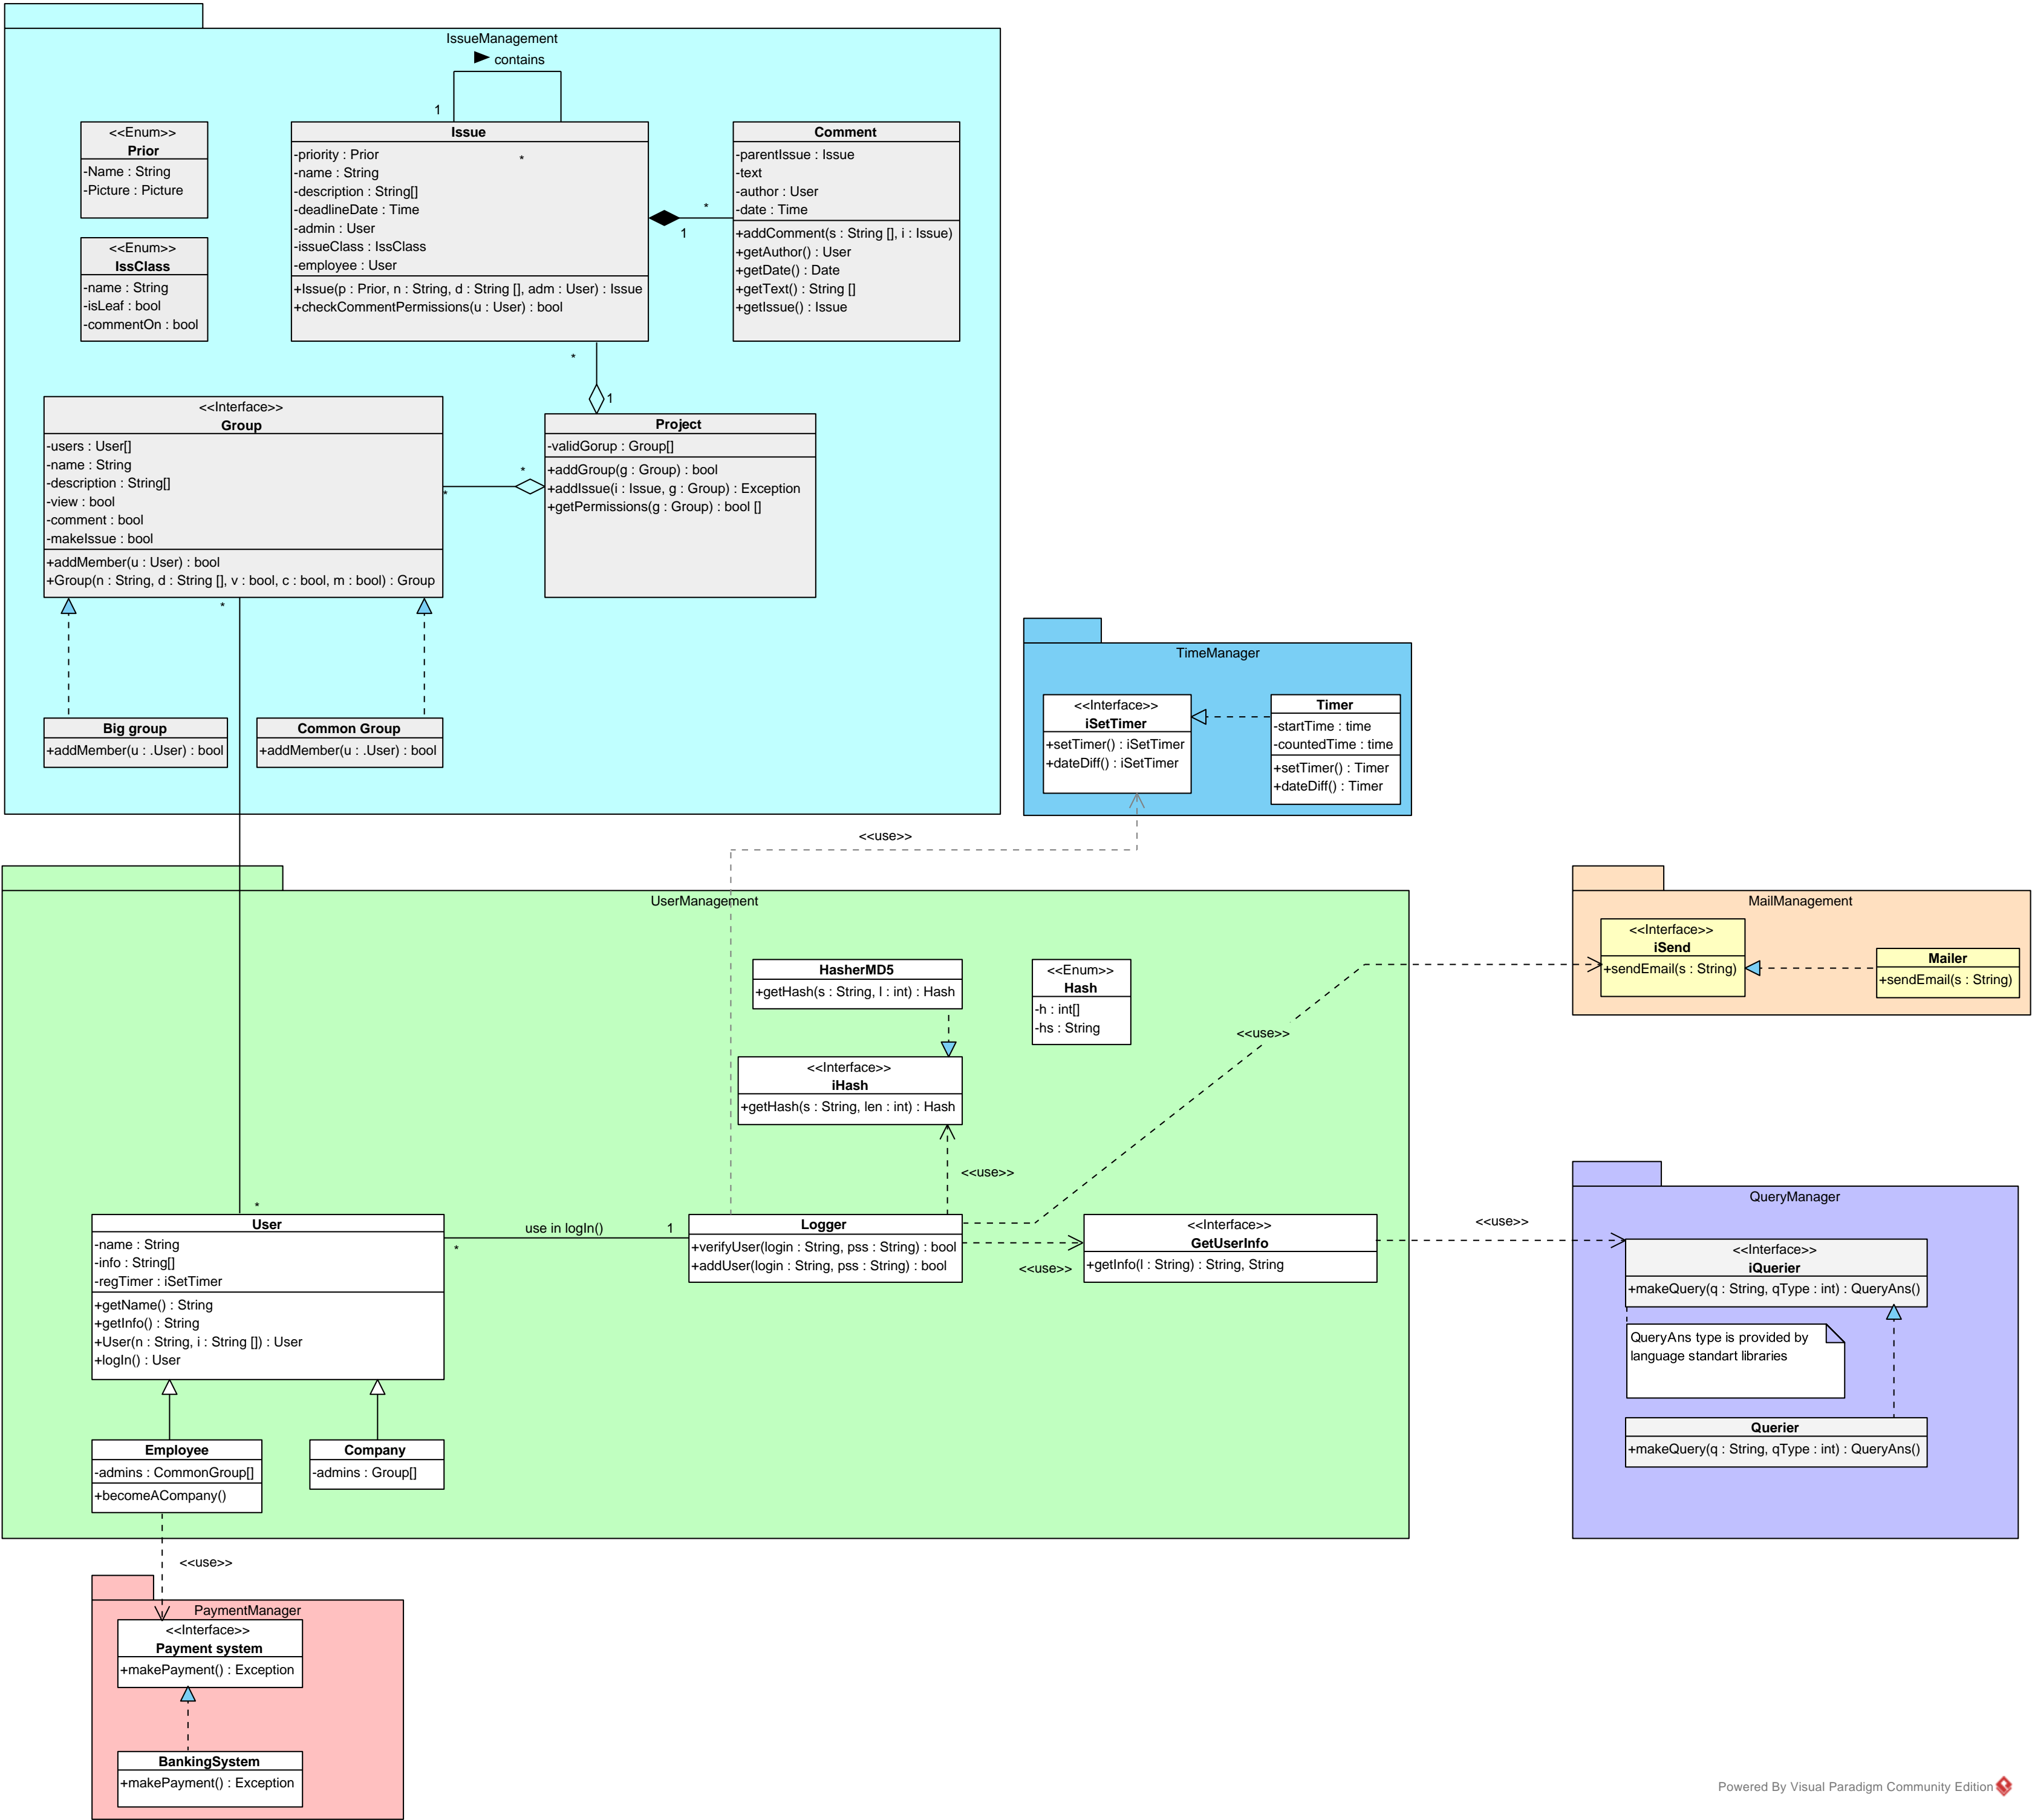 IssueManagement
contains
1
<<Enum>>
Prior
-Name : String
-Picture : Picture
<<Enum>>
IssClass
-name : String
-isLeaf : bool
-commentOn : bool
Issue
-priority : Prior
*
-name : String
-description : String[]
-deadlineDate : Time
-admin : User
-issueClass : IssClass
-employee : User
+Issue(p : Prior, n : String, d : String [], adm : User) : Issue
+checkCommentPermissions(u : User) : bool
*
1
Comment
-parentIssue : Issue
-text
-author : User
-date : Time
+addComment(s : String [], i : Issue)
+getAuthor() : User
+getDate() : Date
+getText() : String []
+getIssue() : Issue
*
1
<<Interface>>
Group
-users : User[]
-name : String
-description : String[]
-view : bool
-comment : bool
-makeIssue : bool
+addMember(u : User) : bool
+Group(n : String, d : String [], v : bool, c : bool, m : bool) : Group
*
*
*
Project
-validGorup : Group[]
+addGroup(g : Group) : bool
+addIssue(i : Issue, g : Group) : Exception
+getPermissions(g : Group) : bool []
Big group
+addMember(u : .User) : bool
Common Group
+addMember(u : .User) : bool
TimeManager
<<Interface>>
iSetTimer
+setTimer() : iSetTimer
+dateDiff() : iSetTimer
Timer
-startTime : time
-countedTime : time
+setTimer() : Timer
+dateDiff() : Timer
<<use>>
UserManagement
HasherMD5
+getHash(s : String, l : int) : Hash
<<Enum>>
Hash
-h : int[]
-hs : String
<<Interface>>
iHash
+getHash(s : String, len : int) : Hash
<<use>>
<<use>>
MailManagement
<<Interface>>
iSend
+sendEmail(s : String)
Mailer
+sendEmail(s : String)
*
User
-name : String
-info : String[]
-regTimer : iSetTimer
+getName() : String
+getInfo() : String
+User(n : String, i : String []) : User
+logIn() : User
use in logIn()
1
*
Logger
+verifyUser(login : String, pss : String) : bool
+addUser(login : String, pss : String) : bool
<<use>>
<<Interface>>
GetUserInfo
+getInfo(l : String) : String, String
<<use>>
QueryManager
<<Interface>>
iQuerier
+makeQuery(q : String, qType : int) : QueryAns()
QueryAns type is provided by
language standart libraries
Querier
+makeQuery(q : String, qType : int) : QueryAns()
Employee
-admins : CommonGroup[]
+becomeACompany()
Company
-admins : Group[]
<<use>>
PaymentManager
<<Interface>>
Payment system
+makePayment() : Exception
BankingSystem
+makePayment() : Exception
Powered By Visual Paradigm Community Edition